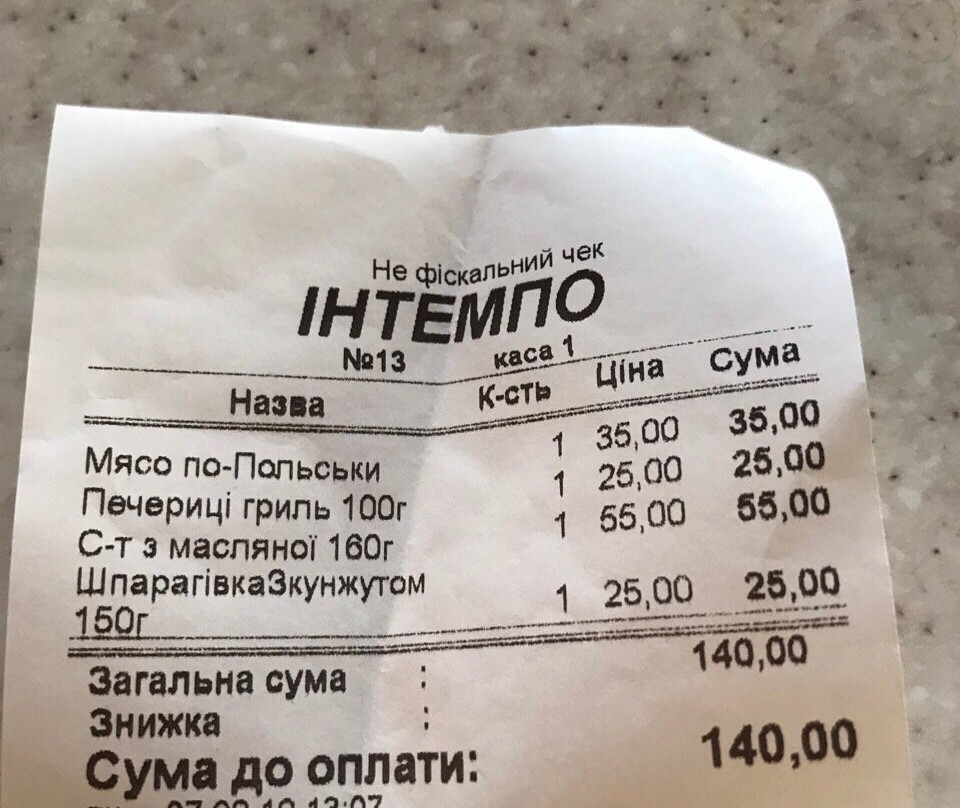 Не фіскальний чек
ІНТЕМПО
№13 каса 1
Назва К-сть Ціна Сума
Мясо по-Польськи 1 35,00 35,00
Печериці гриль 100г 1 25,00 25,00
С-т з масляної 160г 1 55,00 55,00
ШпарагівкаЗкунжутом
150г 1 25,00 25,00
Загальна сума : 140,00
Знижка :
Сума до оплати: 140,00